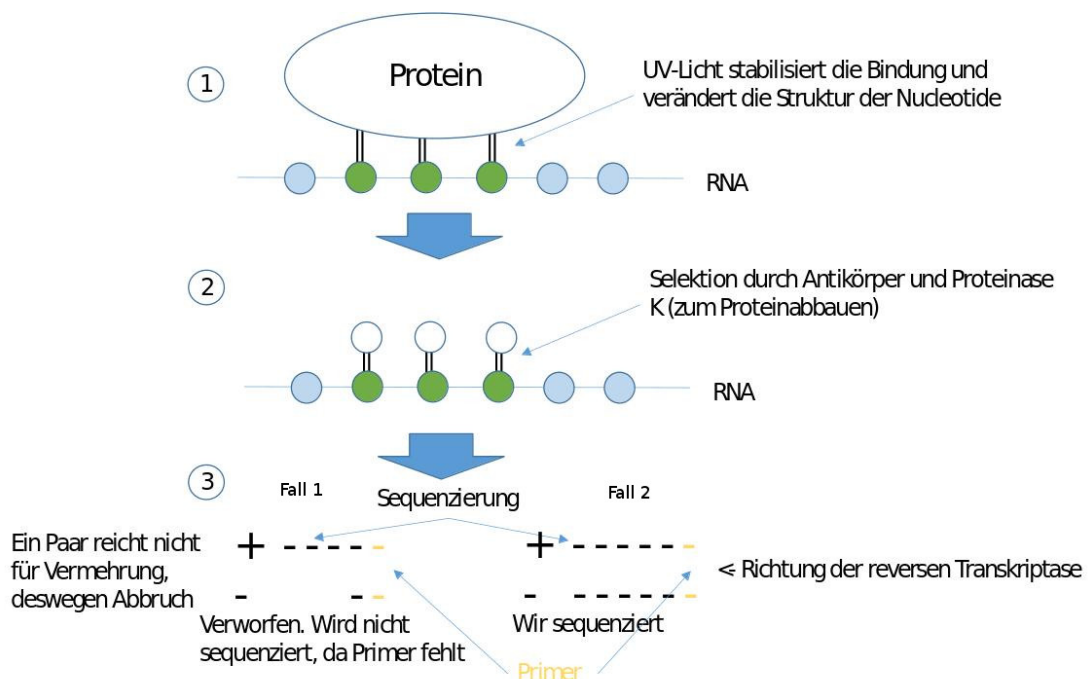 1
Protein
UV-Licht stabilisiert die Bindung und
verändert die Struktur der Nucleotide
RNA
2
Selektion durch Antikörper und Proteinase
K (zum Proteinabbauen)
RNA
3
Fall 1
Sequenzierung
Fall 2
Ein Paar reicht nicht
für Vermehrung,
deswegen Abbruch
+ - - - - -
- - -
Verworfen. Wird nicht
sequenziert, da Primer fehlt
+ - - - - - -
- - - - - - -
Wir sequenziert
<- Richtung der reversen Transkriptase
Primer